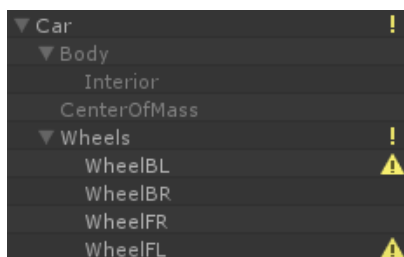 Car
Body
Interior
CenterOfMass
Wheels
WheelBL
WheelBR
WheelFR
WheelFL